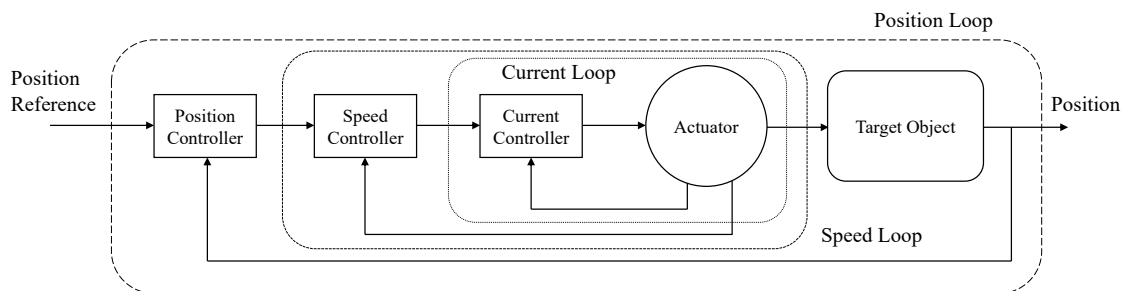 Position Loop
Current Loop
Position
Reference
Position
Controller
Speed
Controller
Current
Controller
Actuator
Target Object
Position
Speed Loop